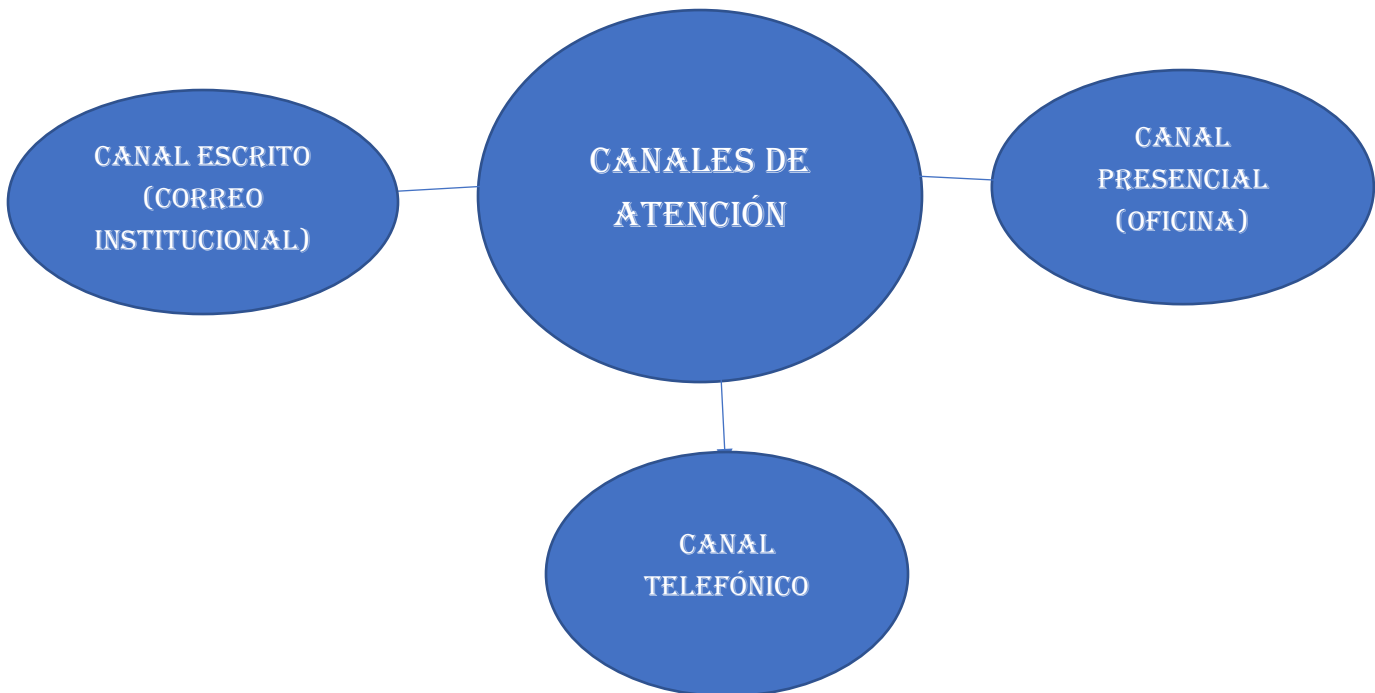 CANAL ESCRITO
(CORREO
INSTITUCIONAL)
CANALES DE
ATENCIÓN
CANAL
PRESENCIAL
(OFICINA)
CANAL
TELEFÓNICO